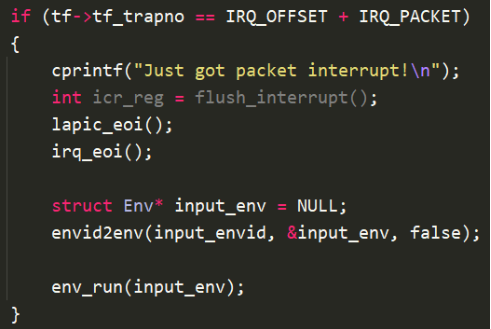 if (tf->tf_trapno == IRQ_OFFSET + IRQ_PACKET)
{
    cprintf("Just got packet interrupt!\n");
    int icr_reg = flush_interrupt();
    lapic_eoi();
    irq_eoi();

    struct Env* input_env = NULL;
    envid2env(input_envid, &input_env, false);

    env_run(input_env);
}